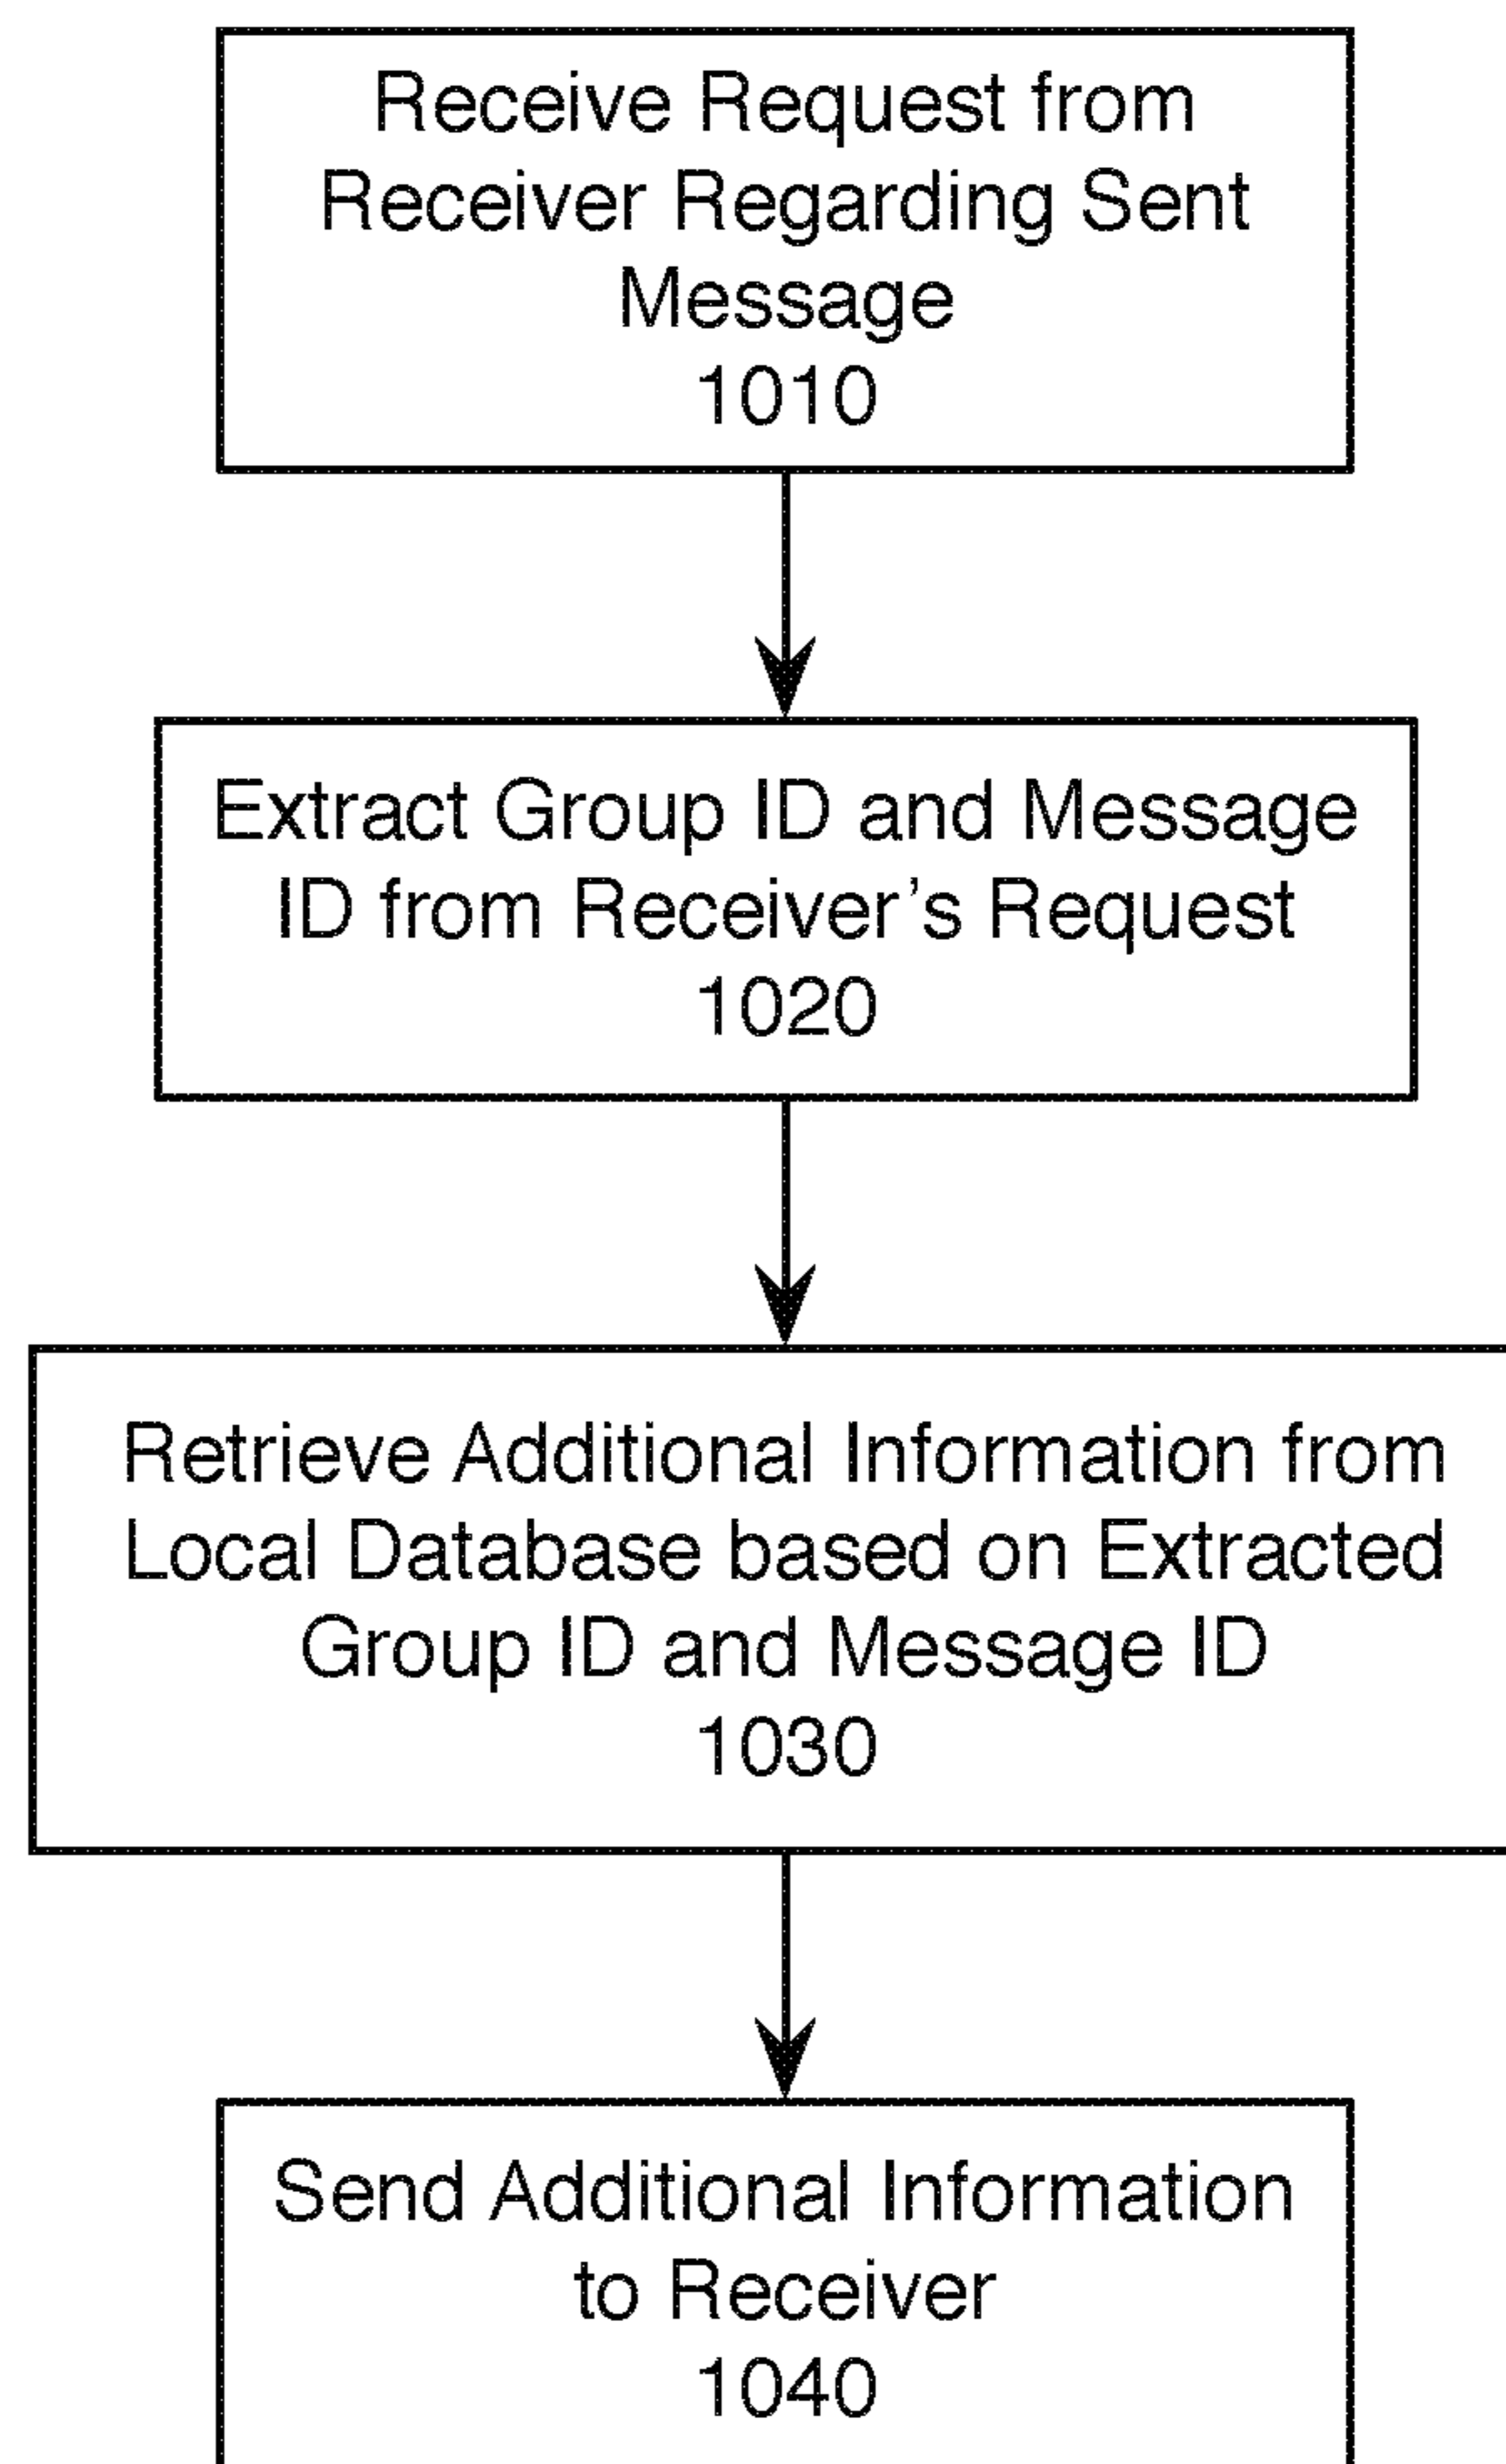 Receive Request from
Receiver Regarding Sent
Message
1010
Extract Group ID and Message
ID from Receiver’s Request
1020
Retrieve Additional Information from
Local Database based on Extracted
Group ID and Message ID
1030
Send Additional Information
to Receiver
1040